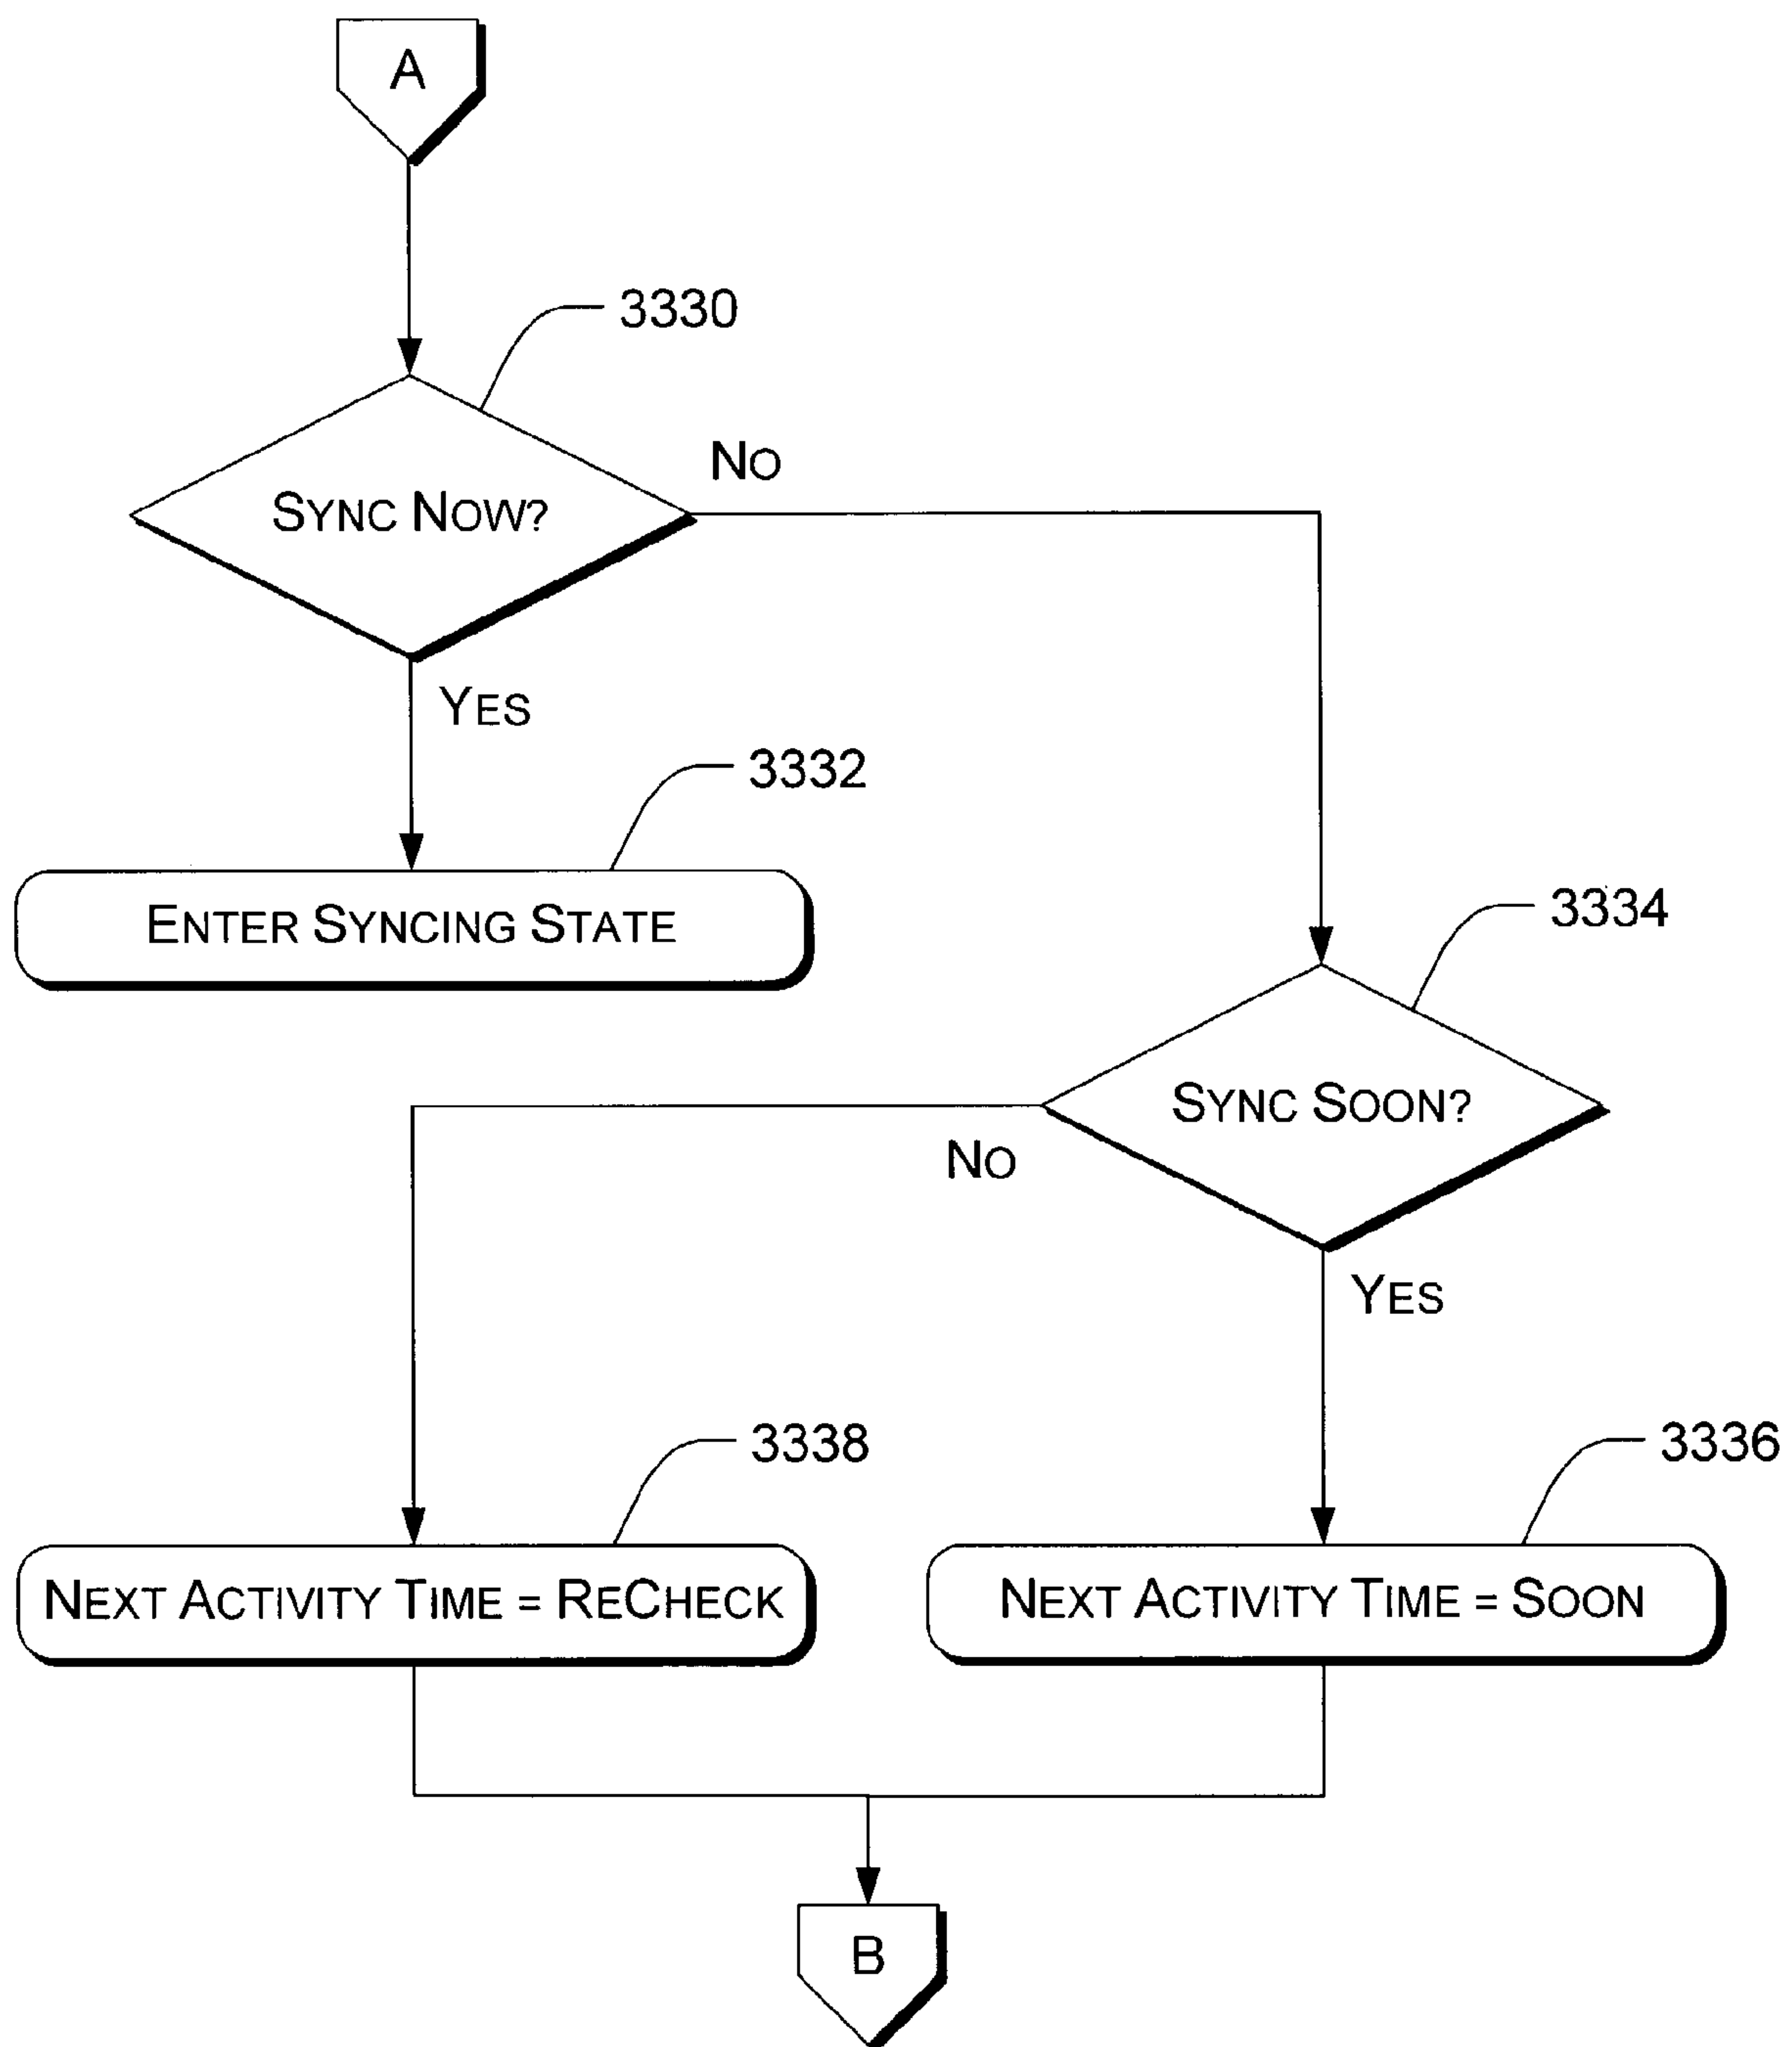 A
3330
NO
SYNC NOW?
YES
3332
ENTER SYNCING STATE
3334
SYNC SOON?
NO
YES
3338
3336
NEXT ACTIVITY TIME = RECHECK
NEXT ACTIVITY TIME = SOON
B